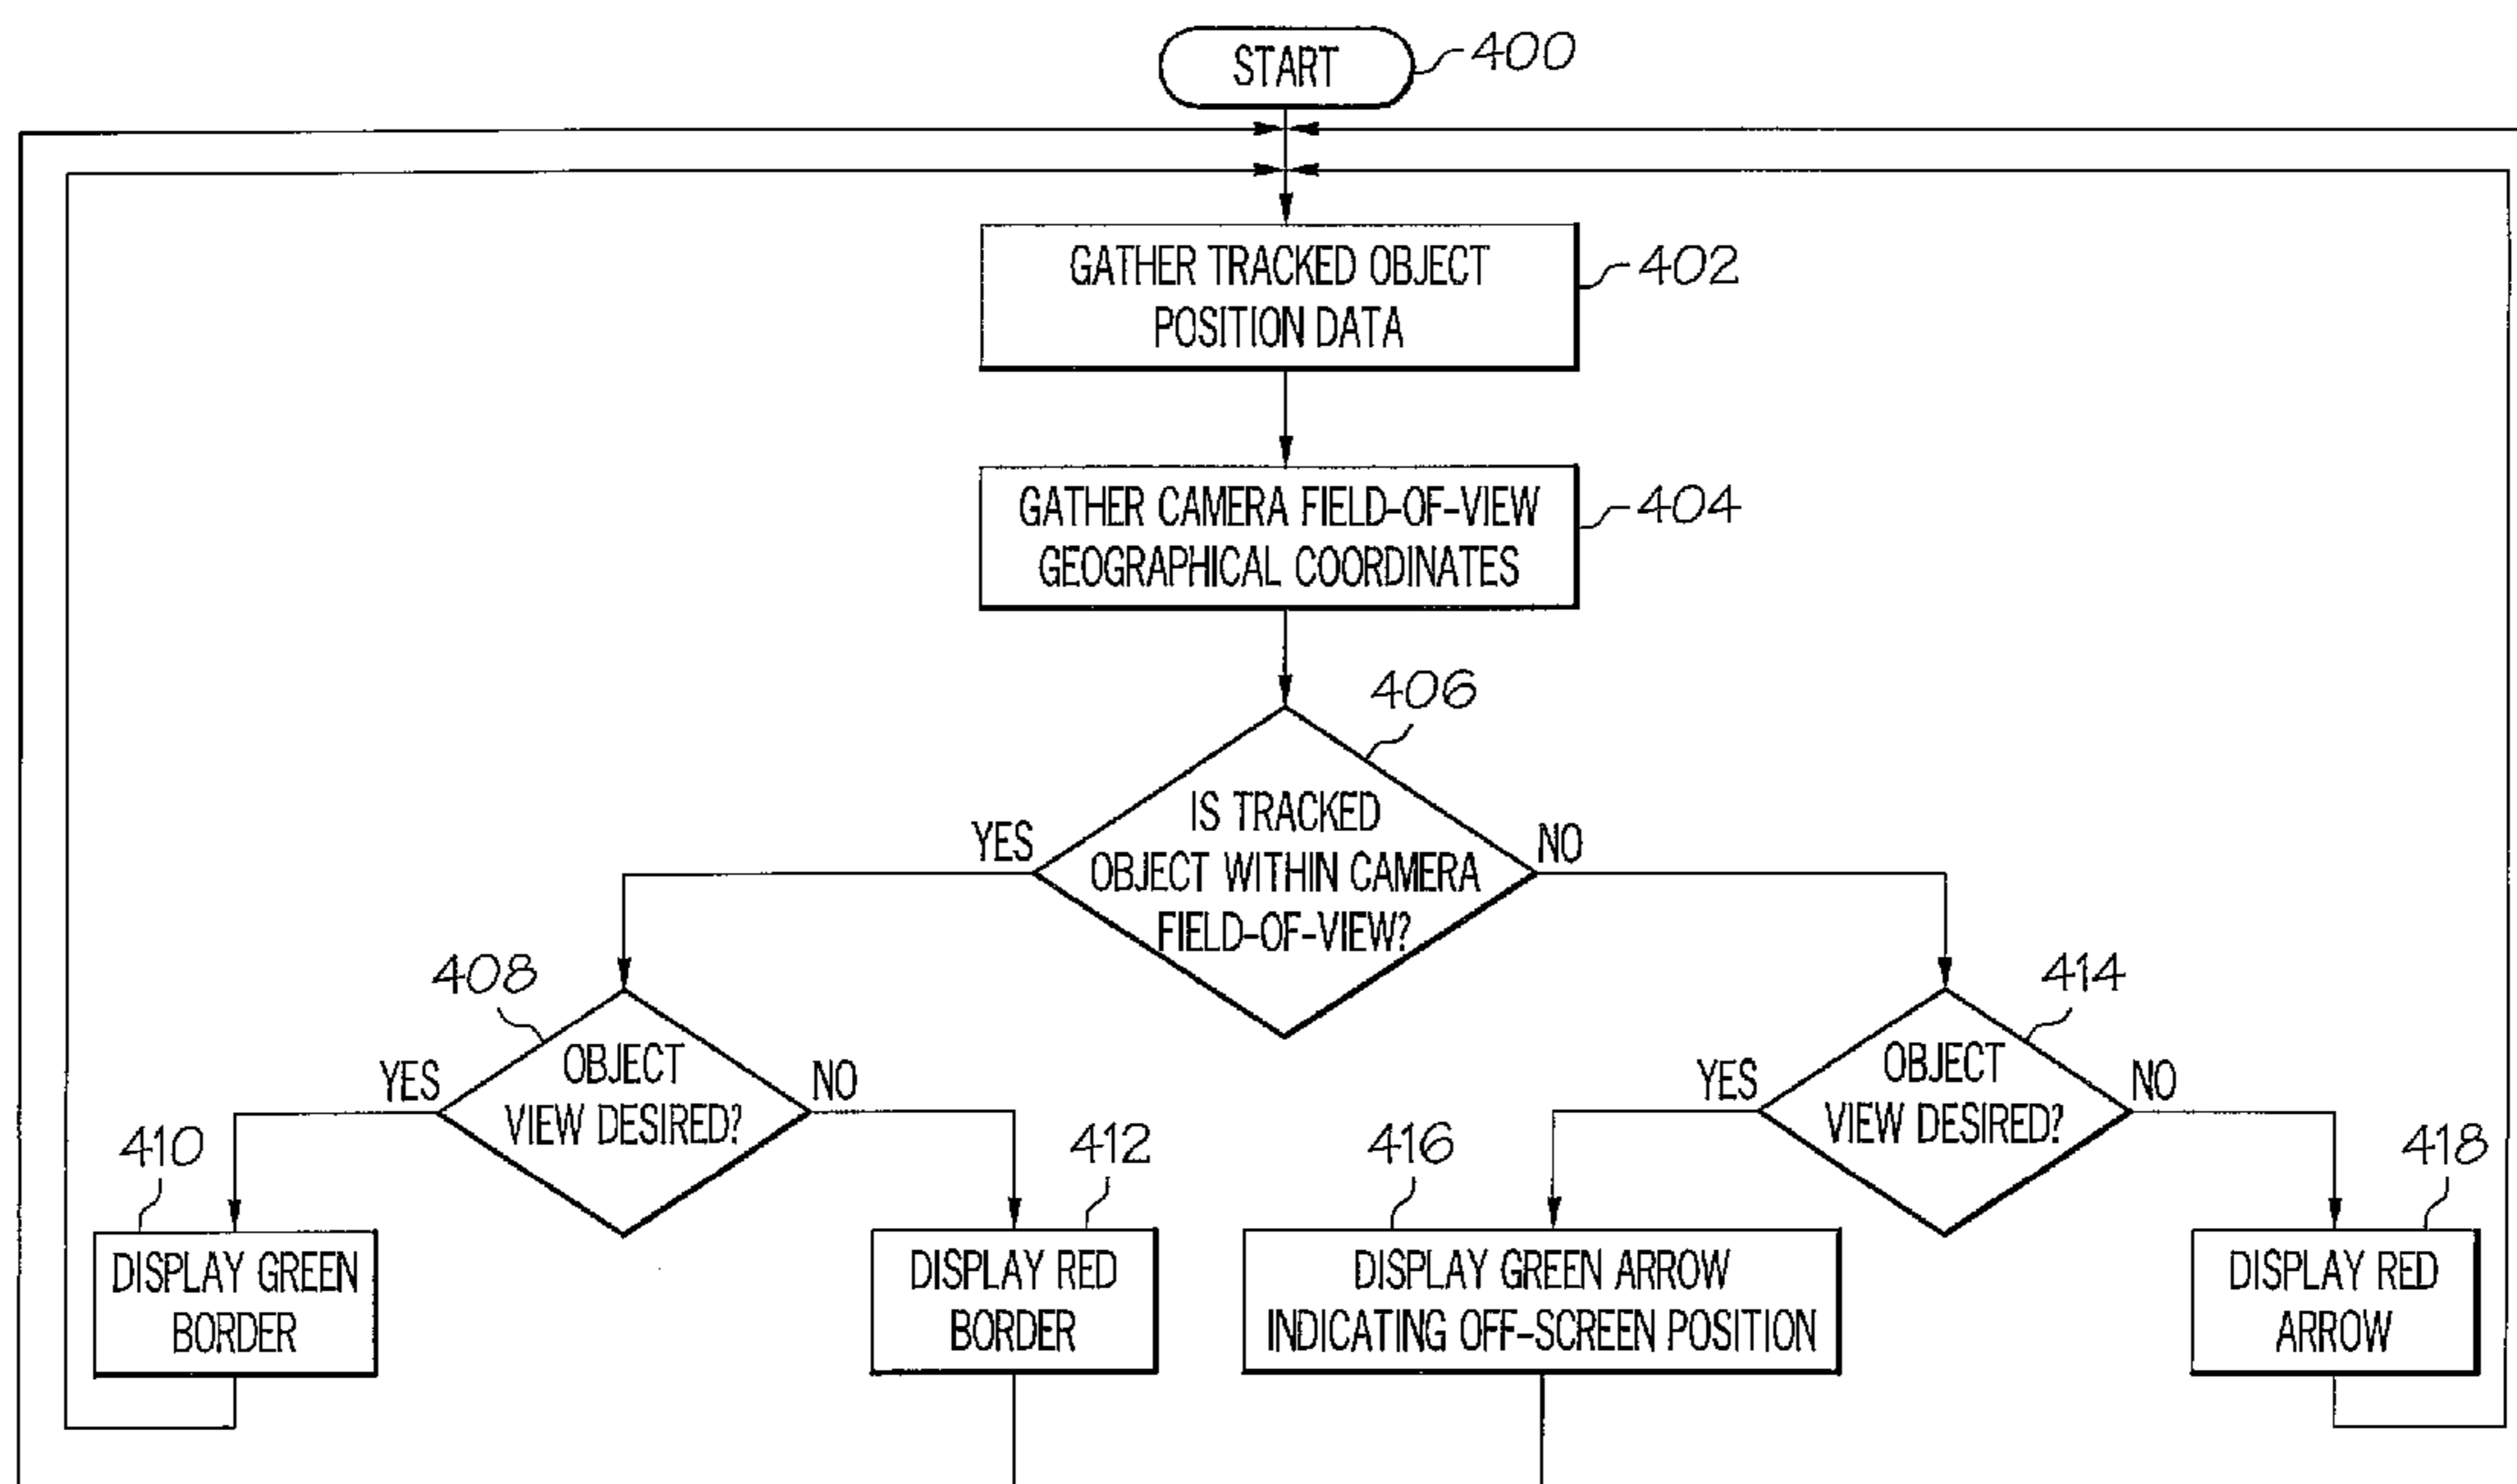 START
400
GATHER TRACKED OBJECT
POSITION DATA
402
GATHER CAMERA FIELD-OF-VIEW
GEOGRAPHICAL COORDINATES
404
406
IS TRACKED
OBJECT WITHIN CAMERA
FIELD-OF-VIEW?
YES
NO
408
OBJECT
VIEW DESIRED?
YES
NO
414
OBJECT
VIEW DESIRED?
YES
NO
410
DISPLAY GREEN
BORDER
412
DISPLAY RED
BORDER
416
DISPLAY GREEN ARROW
INDICATING OFF-SCREEN POSITION
418
DISPLAY RED
ARROW